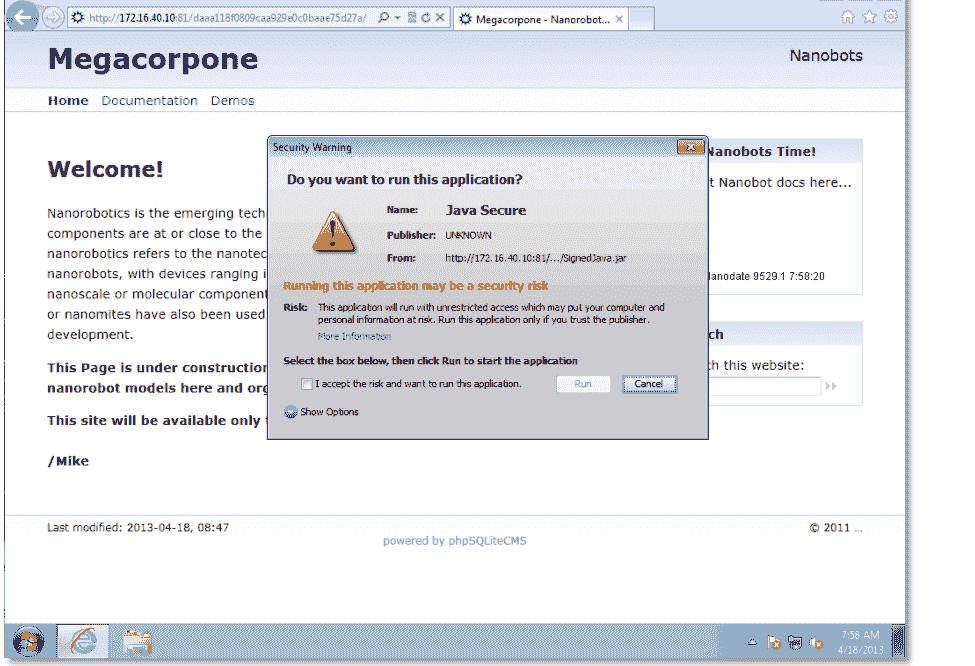 http://172.16.40.10:81/daaa118f0809caa929e0c0baae75d27a/
Megacorpone - Nanorobot...
Megacorpone
Nanobots
Home Documentation Demos
Security Warning
Do you want to run this application?
Name: Java Secure
Publisher: UNKNOWN
From: http://172.16.40.10:81/.../SignedJava.jar
Running this application may be a security risk
Risk: This application will run with unrestricted access which may put your computer and
personal information at risk. Run this application only if you trust the publisher.
More Information
Select the box below, then click Run to start the application
I accept the risk and want to run this application.
Run
Cancel
Show Options
Welcome!
Nanorobotics is the emerging tech
components are at or close to the
nanorobotics refers to the nanotec
nanorobots, with devices ranging i
nanoscale or molecular component
or nanomites have also been used
development.
This Page is under construction
nanorobot models here and org
This site will be available only
/Mike
Nanobots Time!
t Nanobot docs here...
Nanodate 9529.1 7:58:20
ch
h this website:
Last modified: 2013-04-18, 08:47
© 2011 ...
powered by phpSQLiteCMS
7:58 AM
4/18/2013